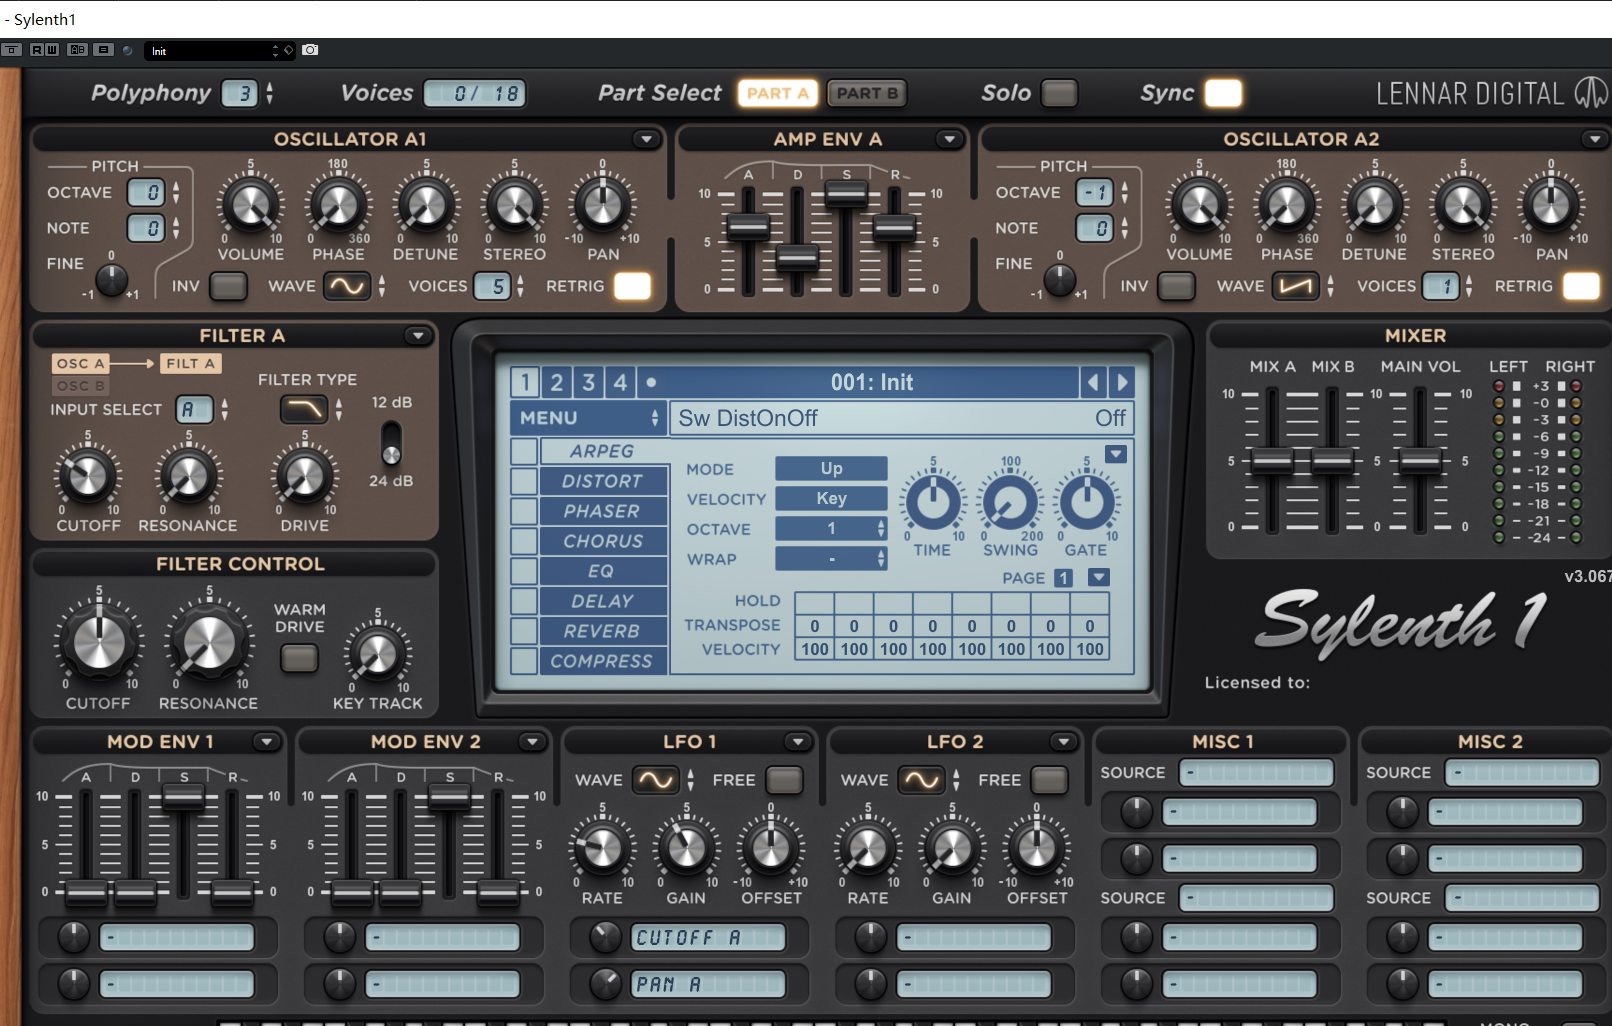 - Sylenth1
R W A B Init
Polyphony 3 Voices 0/ 18 Part Select PART A PART B Solo Sync LENNAR DIGITAL
OSCILLATOR A1
PITCH
OCTAVE 0
NOTE 0
FINE 0 -1 +1
5 180 5 5 0
0 10 0 360 0 10 0 10 -10 +10
VOLUME PHASE DETUNE STEREO PAN
INV WAVE VOICES 5 RETRIG
AMP ENV A
A D S R
10 10
5 5
0 0
OSCILLATOR A2
PITCH
OCTAVE -1
NOTE 0
FINE 0 -1 +1
5 180 5 5 0
0 10 0 360 0 10 0 10 -10 +10
VOLUME PHASE DETUNE STEREO PAN
INV WAVE VOICES 1 RETRIG
FILTER A
OSC A FILT A
OSC B
INPUT SELECT A
FILTER TYPE
12 dB
24 dB
5 5 5
0 10 0 10 0 10
CUTOFF RESONANCE DRIVE
FILTER CONTROL
5 5 5
WARM
DRIVE
0 10 0 10 0 10
CUTOFF RESONANCE KEY TRACK
1 2 3 4 001: Init
MENU Sw DistOnOff Off
ARPEG
DISTORT
PHASER
CHORUS
EQ
DELAY
REVERB
COMPRESS
MODE Up
VELOCITY Key
OCTAVE 1
WRAP -
5 100 5
0 10 0 200 0 10
TIME SWING GATE
PAGE 1
HOLD
TRANSPOSE 0 0 0 0 0 0 0 0
VELOCITY 100 100 100 100 100 100 100 100
MIXER
MIX A MIX B MAIN VOL LEFT RIGHT
10 10 10
5 5 5
0 0 0
+3
-0
-3
-6
-9
-12
-15
-18
-21
-24
v3.067
Sylenth 1
Licensed to:
MOD ENV 1
A D S R
10 10
5 5
0 0
-
-
MOD ENV 2
A D S R
10 10
5 5
0 0
-
-
LFO 1
WAVE FREE
5 5 0
0 10 0 10 -10 +10
RATE GAIN OFFSET
CUTOFF A
PAN A
LFO 2
WAVE FREE
5 5 0
0 10 0 10 -10 +10
RATE GAIN OFFSET
-
-
MISC 1
SOURCE -
-
-
SOURCE -
-
-
MISC 2
SOURCE -
-
-
SOURCE -
-
-
MONO